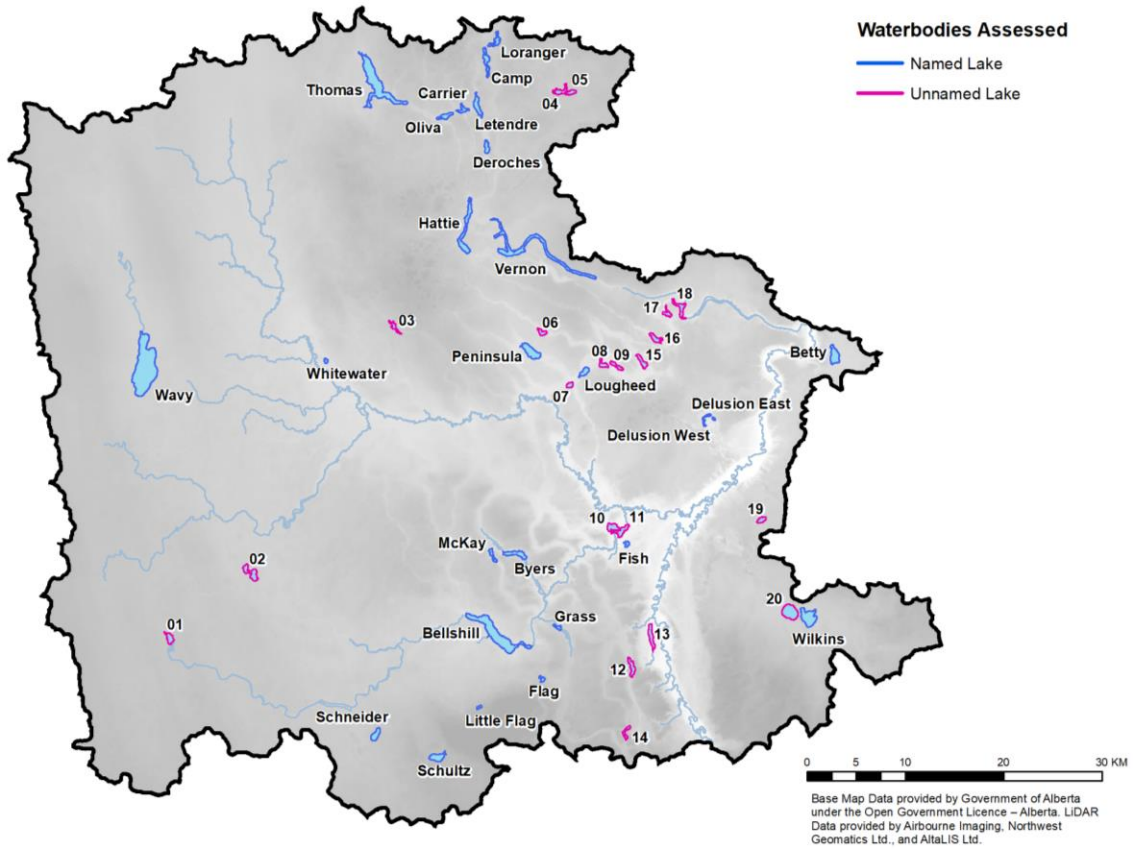 Waterbodies Assessed
Named Lake
Unnamed Lake
Loranger
Camp
05
04
Thomas
Carrier
Oliva
Letendre
Deroches
Hattie
Vernon
18
17
03
06
16
Peninsula
08
09
15
Betty
Whitewater
Lougheed
07
Wavy
Delusion East
Delusion West
19
10
11
McKay
Fish
Byers
02
20
Grass
Wilkins
01
Bellshill
13
12
Flag
Schneider
Little Flag
14
Schultz
0 5 10 20 30 KM
Base Map Data provided by Government of Alberta
under the Open Government Licence – Alberta. LiDAR
Data provided by Airbourne Imaging, Northwest
Geomatics Ltd., and AltaLIS Ltd.